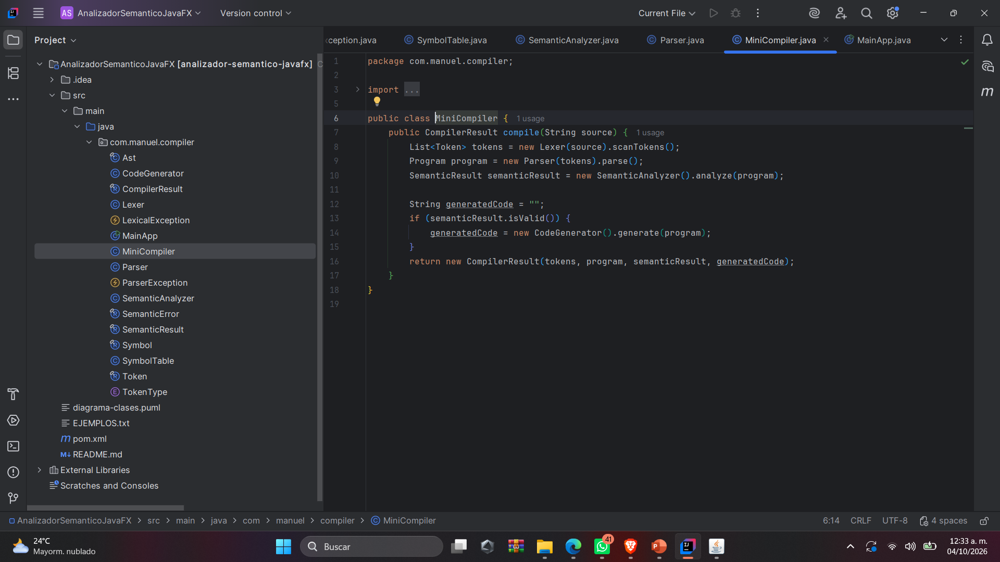 AS AnalizadorSemanticoJavaFX Version control Current File
Project
AnalizadorSemanticoJavaFX [analizador-semantico-javafx] C
.idea
src
main
java
com.manuel.compiler
Ast
CodeGenerator
CompilerResult
Lexer
LexicalException
MainApp
MiniCompiler
Parser
ParserException
SemanticAnalyzer
SemanticError
SemanticResult
Symbol
SymbolTable
Token
TokenType
diagrama-clases.puml
EJEMPLOS.txt
pom.xml
README.md
External Libraries
Scratches and Consoles
ception.java SymbolTable.java SemanticAnalyzer.java Parser.java MiniCompiler.java MainApp.java
1 package com.manuel.compiler;
2
3 import ...
5
6 public class MiniCompiler { 1 usage
7 public CompilerResult compile(String source) { 1 usage
8 List<Token> tokens = new Lexer(source).scanTokens();
9 Program program = new Parser(tokens).parse();
10 SemanticResult semanticResult = new SemanticAnalyzer().analyze(program);
11
12 String generatedCode = "";
13 if (semanticResult.isValid()) {
14 generatedCode = new CodeGenerator().generate(program);
15 }
16 return new CompilerResult(tokens, program, semanticResult, generatedCode);
17 }
18 }
19
AnalizadorSemanticoJavaFX > src > main > java > com > manuel > compiler > MiniCompiler 6:14 CRLF UTF-8 4 spaces
24°C
Mayorm. nublado
Buscar
41
12:33 a. m.
04/10/2026